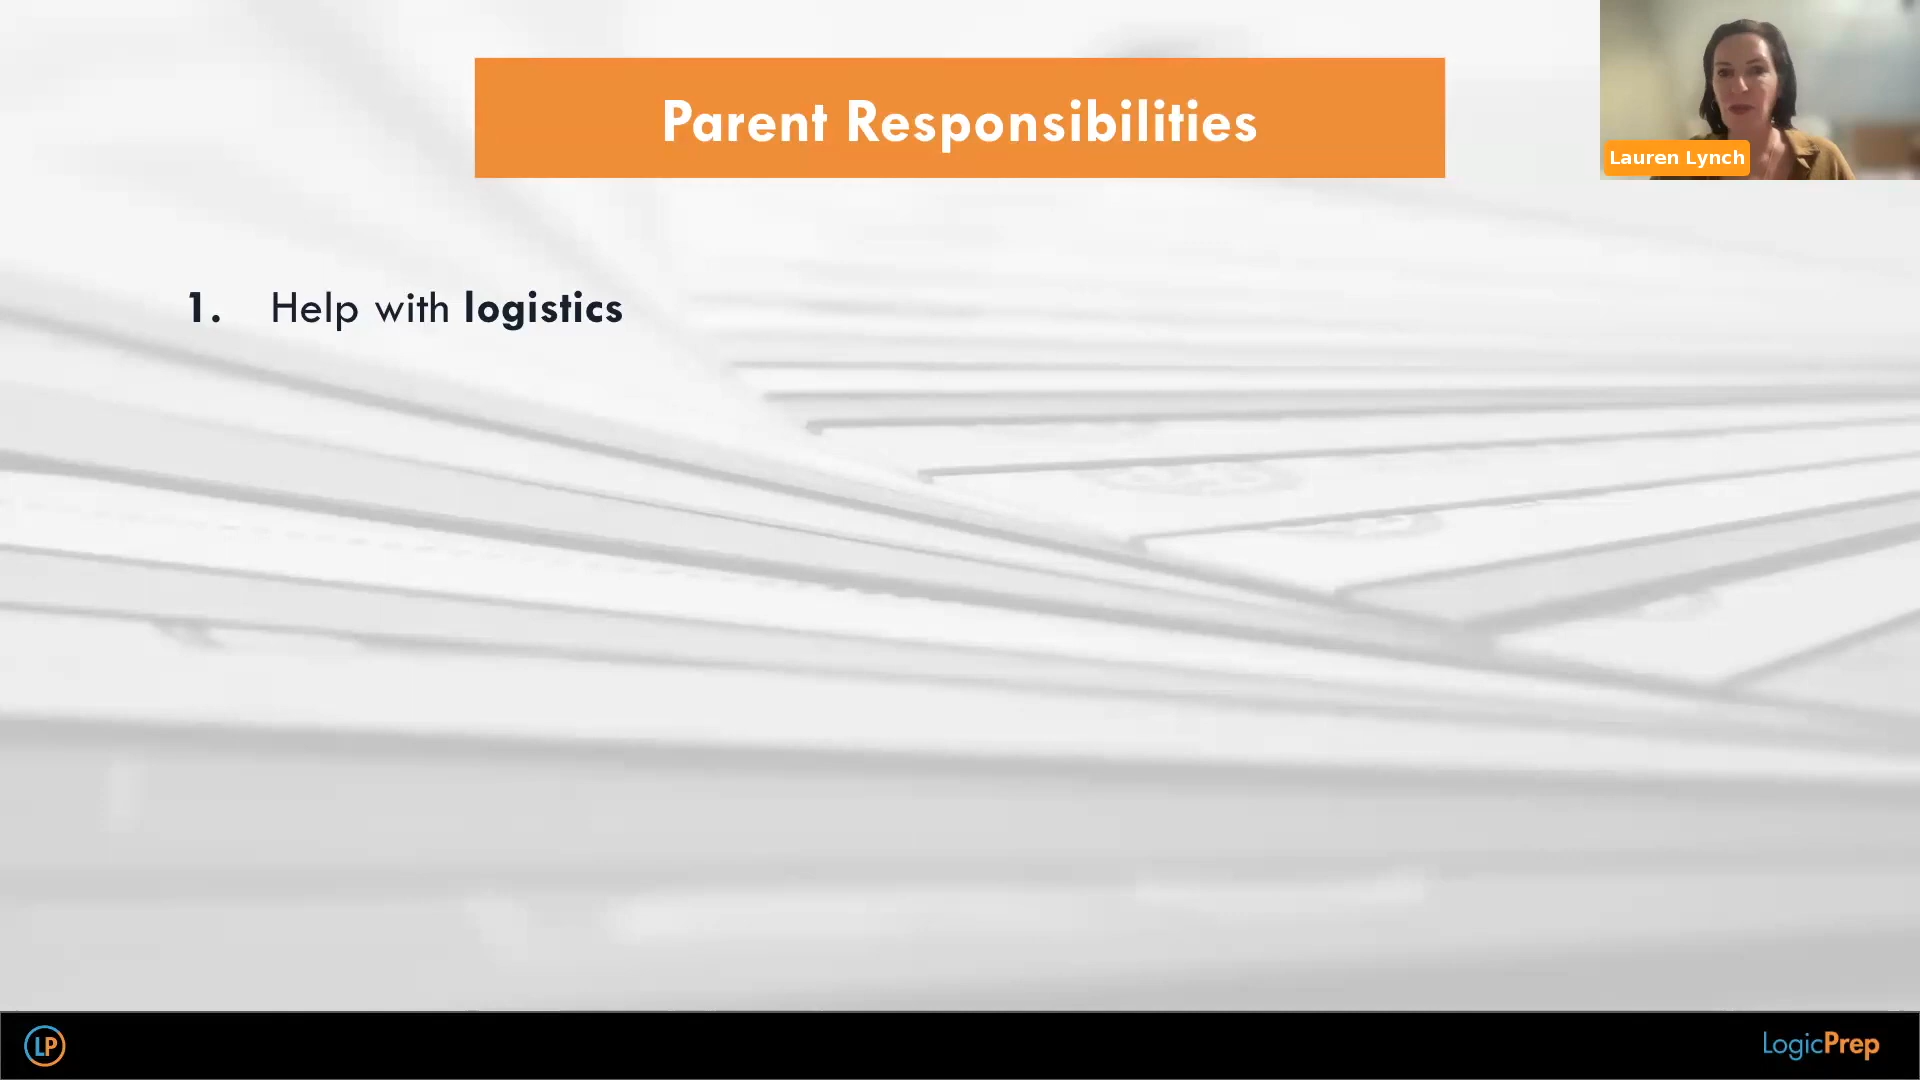 Parent Responsibilities
Lauren Lynch
1. Help with logistics
LP
LogicPrep